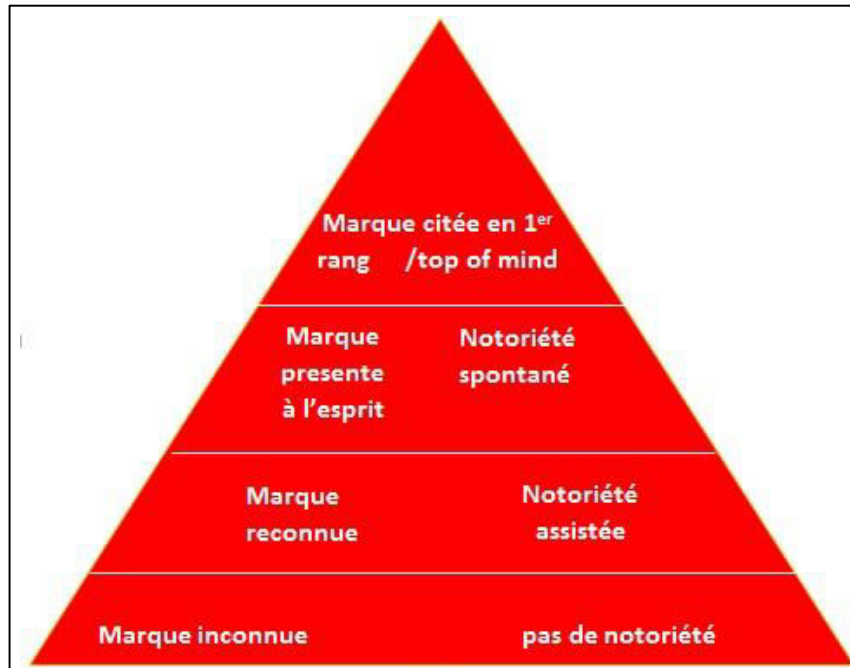 Marque citée en 1er
rang /top of mind
Marque
presente
à l'esprit
Notoriété
spontané
Marque
reconnue
Notoriété
assistée
Marque inconnue
pas de notoriété